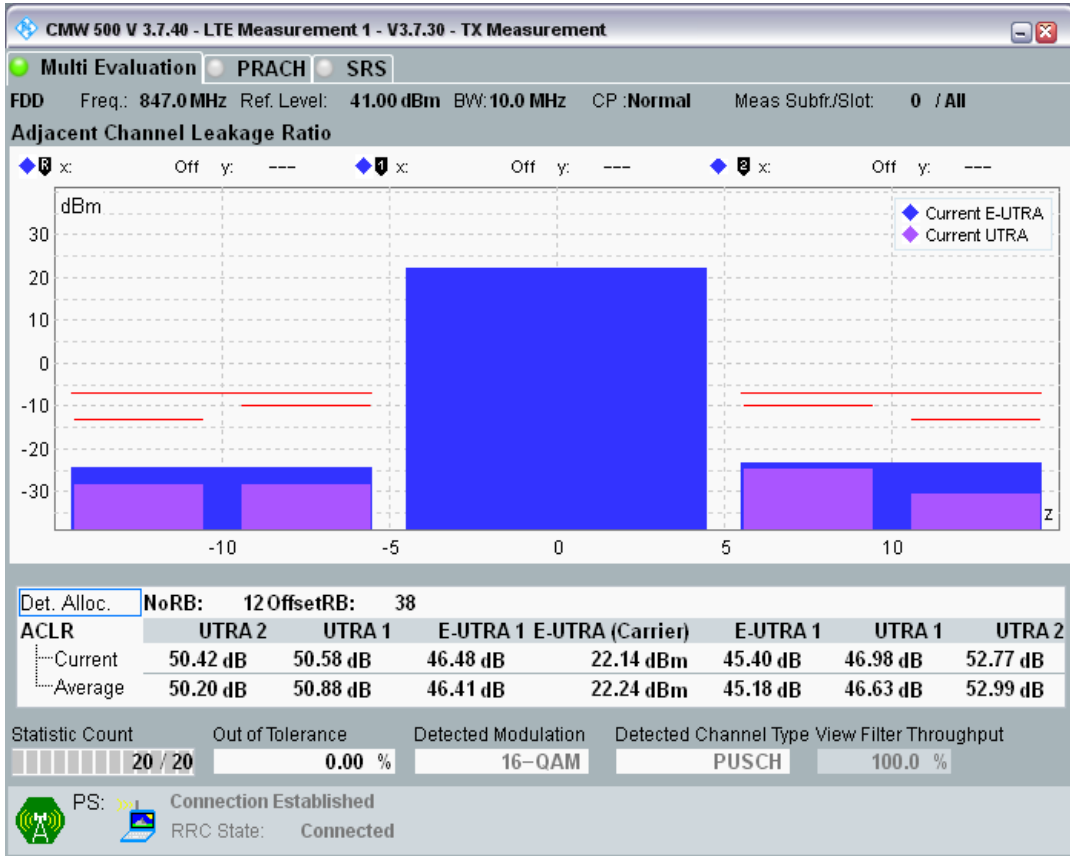 CMW 500 V 3.7.40 - LTE Measurement 1 - V3.7.30 - TX Measurement
Multi Evaluation PRACH SRS
FDD Freq.: 847.0 MHz Ref. Level: 41.00 dBm BW: 10.0 MHz CP :Normal Meas Subfr./Slot: 0 / All
Adjacent Channel Leakage Ratio
R x: Off y: --- 1 x: Off y: --- 2 x: Off y: ---
dBm
Current E-UTRA
Current UTRA
30
20
10
0
-10
-20
-30
z
-10 -5 0 5 10
Det. Alloc. NoRB: 12 OffsetRB: 38
ACLR UTRA 2 UTRA 1 E-UTRA 1 E-UTRA (Carrier) E-UTRA 1 UTRA 1 UTRA 2
Current 50.42 dB 50.58 dB 46.48 dB 22.14 dBm 45.40 dB 46.98 dB 52.77 dB
Average 50.20 dB 50.88 dB 46.41 dB 22.24 dBm 45.18 dB 46.63 dB 52.99 dB
Statistic Count Out of Tolerance Detected Modulation Detected Channel Type View Filter Throughput
20 / 20 0.00 % 16-QAM PUSCH 100.0 %
PS: Connection Established
RRC State: Connected